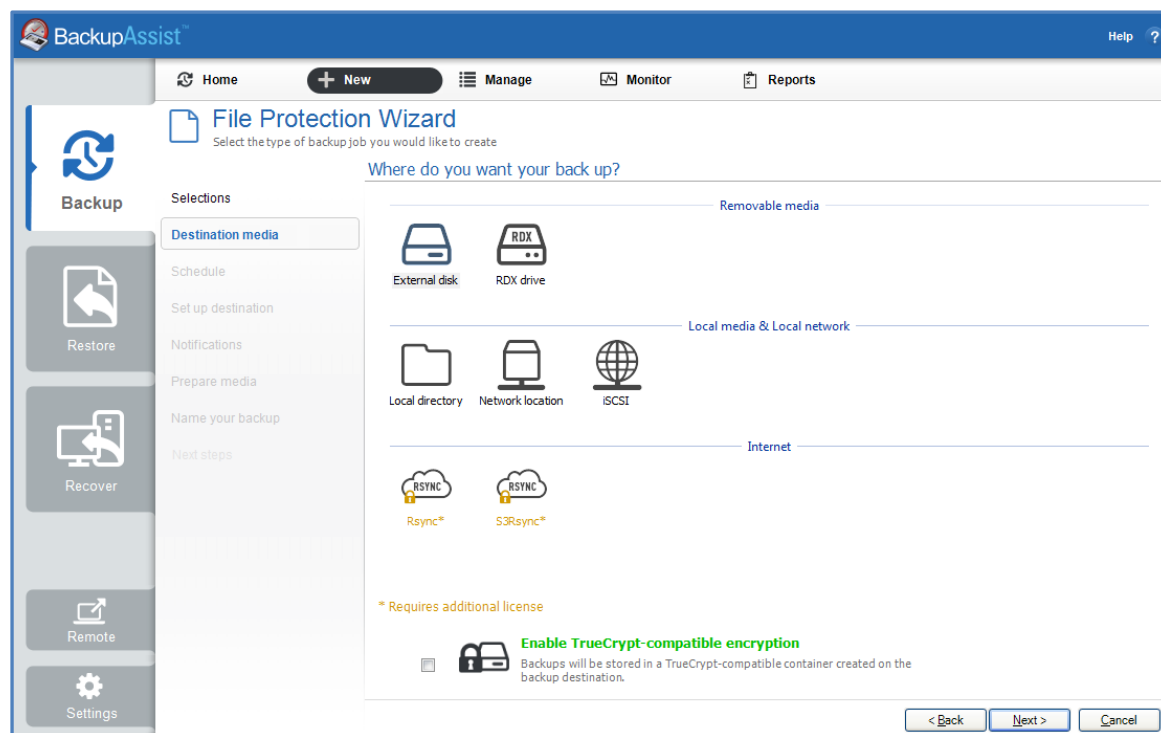 BackupAssist™
Help ?
Home
New
Manage
Monitor
Reports
File Protection Wizard
Select the type of backup job you would like to create
Where do you want your back up?
Backup
Restore
Recover
Remote
Settings
Selections
Destination media
Schedule
Set up destination
Notifications
Prepare media
Name your backup
Next steps
Removable media
RDX
External disk
RDX drive
Local media & Local network
Local directory
Network location
iSCSI
Internet
RSYNC
RSYNC
Rsync*
S3Rsync*
* Requires additional license
Enable TrueCrypt-compatible encryption
Backups will be stored in a TrueCrypt-compatible container created on the
backup destination.
< Back
Next >
Cancel